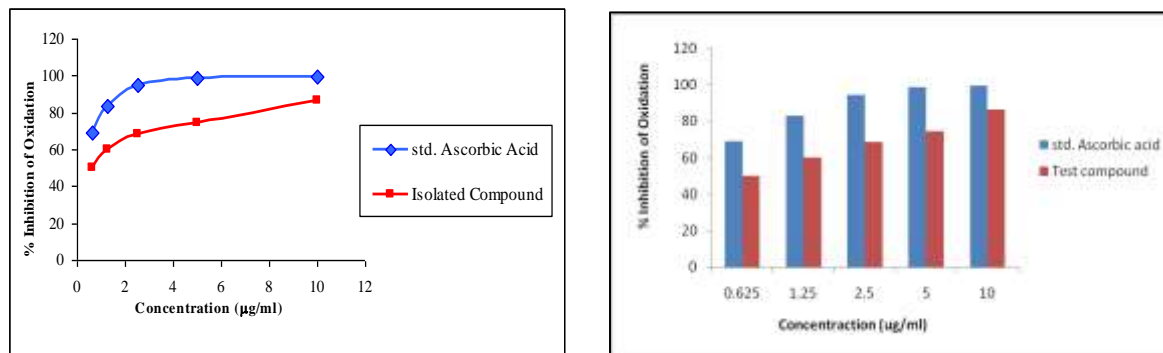 120
100
80
60
40
20
0
% Inhibition of Oxidation
0 2 4 6 8 10 12
Concentration (µg/ml)
std. Ascorbic Acid
Isolated Compound
120
100
80
60
40
20
0
% Inhibition of Oxidation
0.625 1.25 2.5 5 10
Concentraction (ug/ml)
std. Ascorbic acid
Test compound